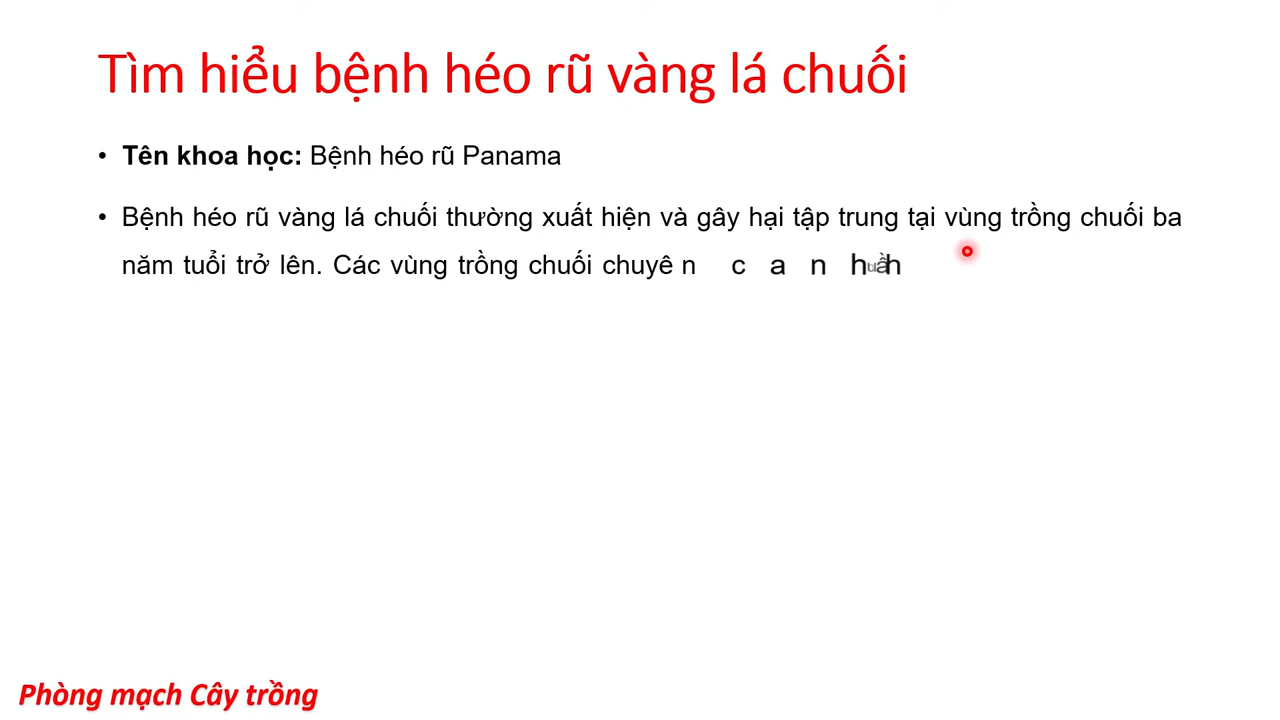 Tìm hiểu bệnh héo rũ vàng lá chuối
• Tên khoa học: Bệnh héo rũ Panama
• Bệnh héo rũ vàng lá chuối thường xuất hiện và gây hại tập trung tại vùng trồng chuối ba
năm tuổi trở lên. Các vùng trồng chuối chuyên canh
Phòng mạch Cây trồng